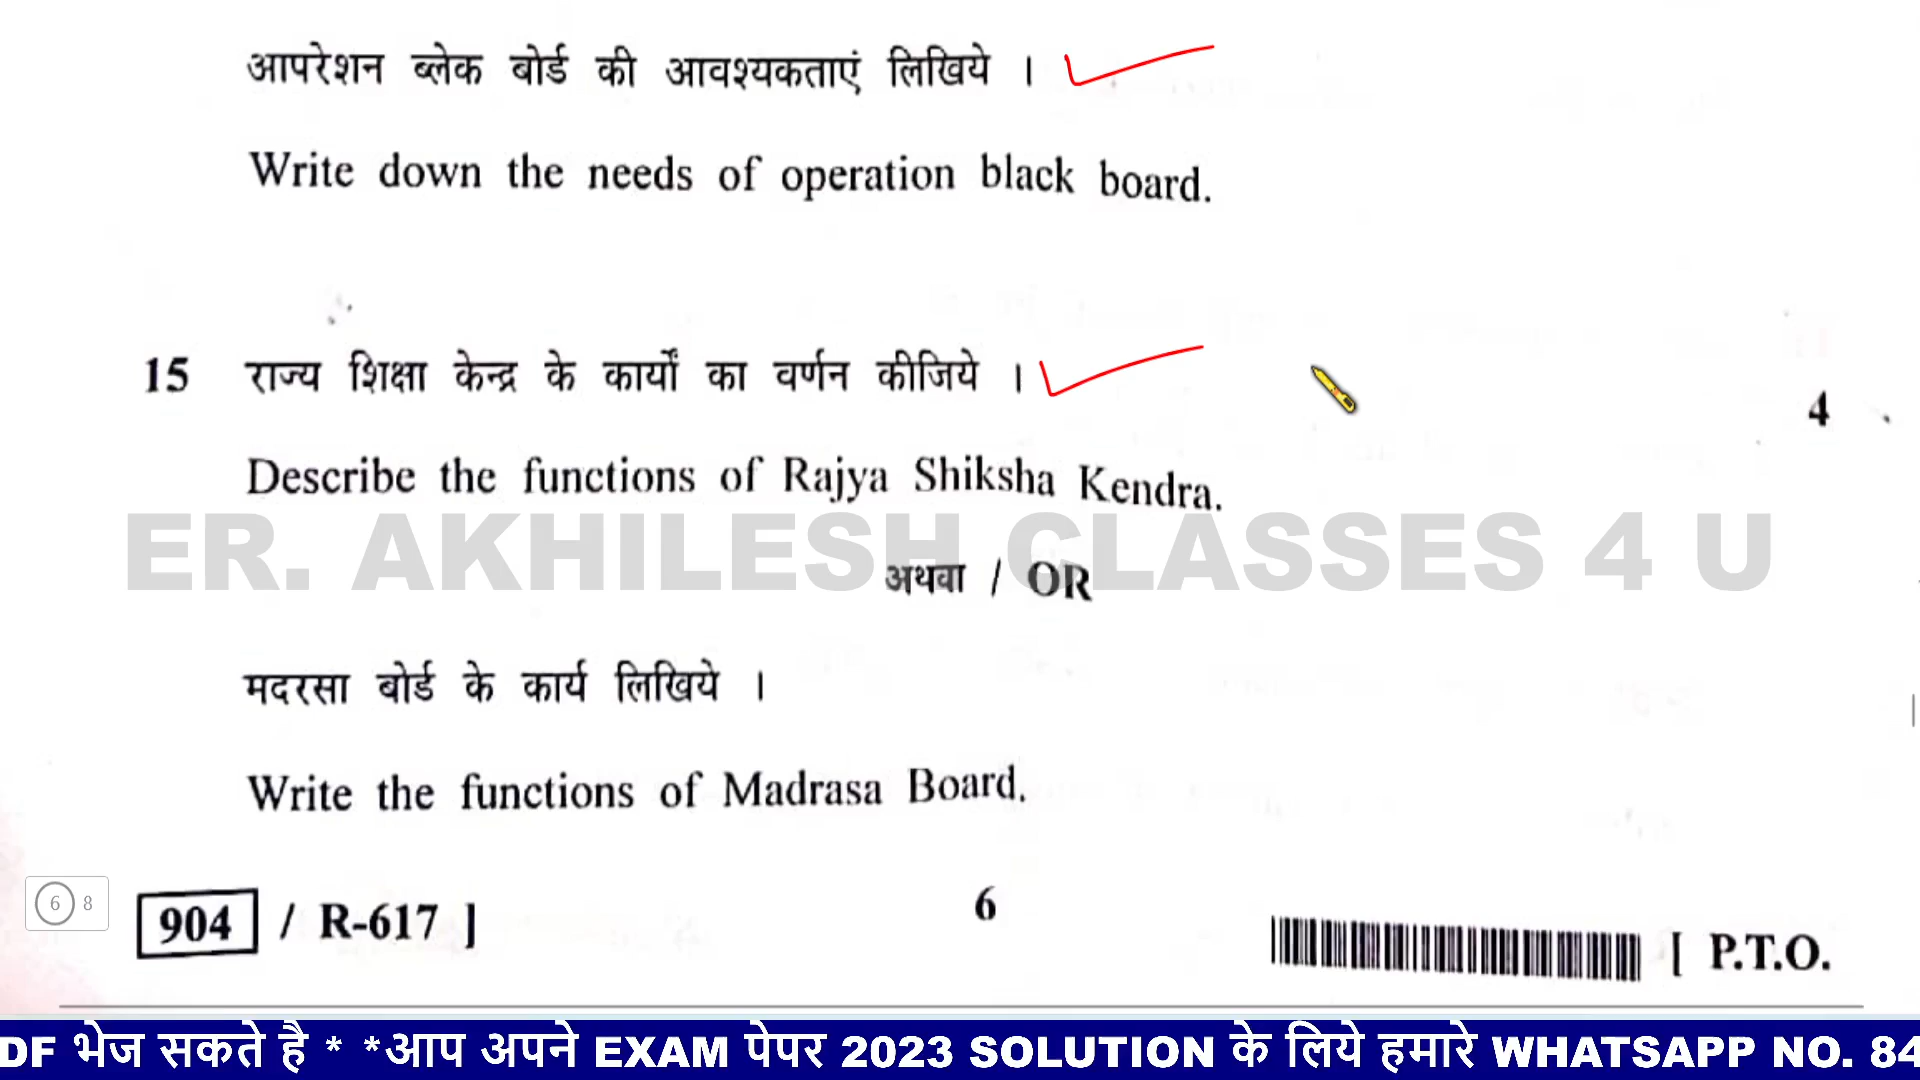 आपरेशन ब्लेक बोर्ड की आवश्यकताएं लिखिये ।
Write down the needs of operation black board.
15 राज्य शिक्षा केन्द्र के कार्यों का वर्णन कीजिये । 4
Describe the functions of Rajya Shiksha Kendra.
ER. AKHILESH CLASSES 4 U
अथवा / OR
मदरसा बोर्ड के कार्य लिखिये ।
Write the functions of Madrasa Board.
6 8
904 / R-617 ] 6 [ P.T.O.
DF भेज सकते है * *आप अपने EXAM पेपर 2023 SOLUTION के लिये हमारे WHATSAPP NO. 84